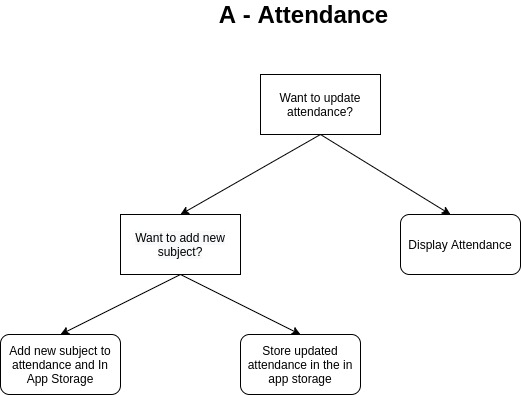 A - Attendance
Want to update
attendance?
Want to add new
subject?
Display Attendance
Add new subject to
attendance and In
App Storage
Store updated
attendance in the in
app storage